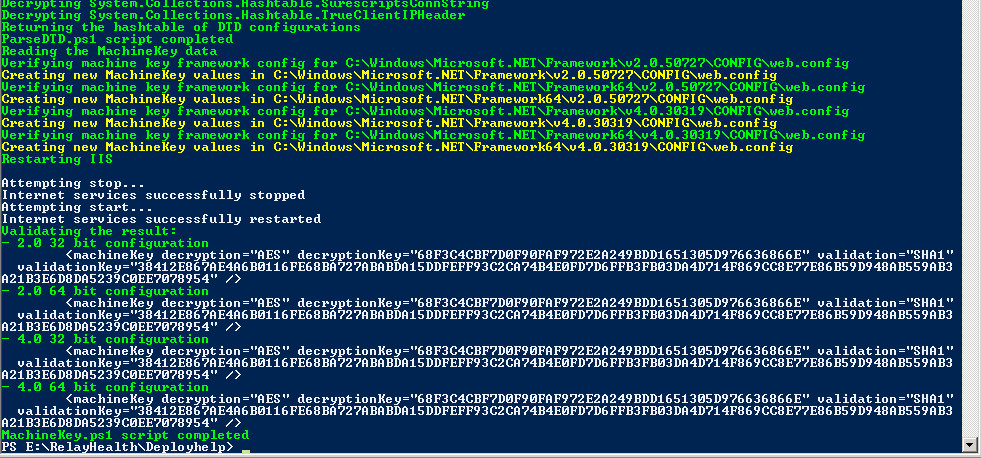 Decrypting System.Collections.Hashtable.SurescriptsConnString
Decrypting System.Collections.Hashtable.TrueClientIPHeader
Returning the hashtable of DTD configurations
ParseDTD.ps1 script completed
Reading the MachineKey data
Verifying machine key framework config for C:\Windows\Microsoft.NET\Framework\v2.0.50727\CONFIG\web.config
Creating new MachineKey values in C:\Windows\Microsoft.NET\Framework\v2.0.50727\CONFIG\web.config
Verifying machine key framework config for C:\Windows\Microsoft.NET\Framework64\v2.0.50727\CONFIG\web.config
Creating new MachineKey values in C:\Windows\Microsoft.NET\Framework64\v2.0.50727\CONFIG\web.config
Verifying machine key framework config for C:\Windows\Microsoft.NET\Framework\v4.0.30319\CONFIG\web.config
Creating new MachineKey values in C:\Windows\Microsoft.NET\Framework\v4.0.30319\CONFIG\web.config
Verifying machine key framework config for C:\Windows\Microsoft.NET\Framework64\v4.0.30319\CONFIG\web.config
Creating new MachineKey values in C:\Windows\Microsoft.NET\Framework64\v4.0.30319\CONFIG\web.config
Restarting IIS
Attempting stop...
Internet services successfully stopped
Attempting start...
Internet services successfully restarted
Validating the result:
- 2.0 32 bit configuration
<machineKey decryption="AES" decryptionKey="68F3C4CBF7D0F90FAF972E2A249BDD1651305D976636866E" validation="SHA1"
validationKey="38412E867AE4A6B0116FE68BA727ABABDA15DDFEFF93C2CA74B4E0FD7D6FFB3FB03DA4D714F869CC8E77E86B59D948AB559AB3
A21B3E6D8DA5239C0EE7078954" />
- 2.0 64 bit configuration
<machineKey decryption="AES" decryptionKey="68F3C4CBF7D0F90FAF972E2A249BDD1651305D976636866E" validation="SHA1"
validationKey="38412E867AE4A6B0116FE68BA727ABABDA15DDFEFF93C2CA74B4E0FD7D6FFB3FB03DA4D714F869CC8E77E86B59D948AB559AB3
A21B3E6D8DA5239C0EE7078954" />
- 4.0 32 bit configuration
<machineKey decryption="AES" decryptionKey="68F3C4CBF7D0F90FAF972E2A249BDD1651305D976636866E" validation="SHA1"
validationKey="38412E867AE4A6B0116FE68BA727ABABDA15DDFEFF93C2CA74B4E0FD7D6FFB3FB03DA4D714F869CC8E77E86B59D948AB559AB3
A21B3E6D8DA5239C0EE7078954" />
- 4.0 64 bit configuration
<machineKey decryption="AES" decryptionKey="68F3C4CBF7D0F90FAF972E2A249BDD1651305D976636866E" validation="SHA1"
validationKey="38412E867AE4A6B0116FE68BA727ABABDA15DDFEFF93C2CA74B4E0FD7D6FFB3FB03DA4D714F869CC8E77E86B59D948AB559AB3
A21B3E6D8DA5239C0EE7078954" />
MachineKey.ps1 script completed
PS E:\RelayHealth\Deployhelp>